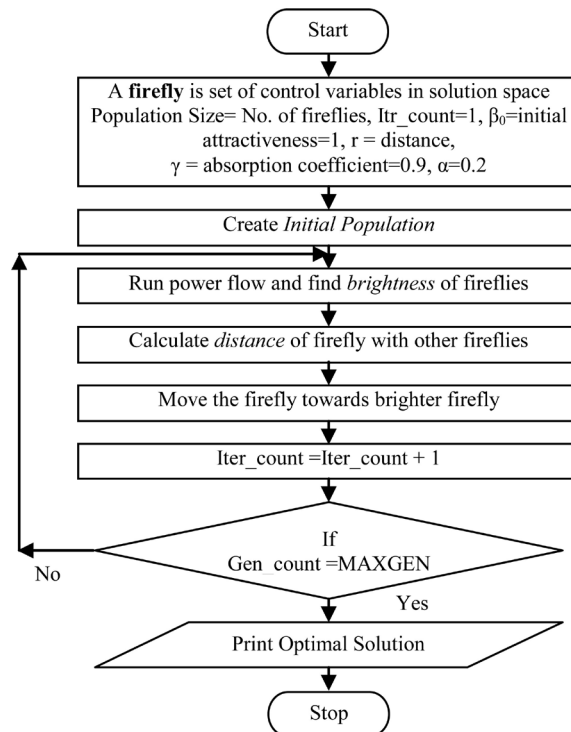 Start
A firefly is set of control variables in solution space
Population Size= No. of fireflies, Itr_count=1, β₀=initial
attractiveness=1, r = distance,
γ = absorption coefficient=0.9, α=0.2
Create Initial Population
Run power flow and find brightness of fireflies
Calculate distance of firefly with other fireflies
Move the firefly towards brighter firefly
Iter_count =Iter_count + 1
If
Gen_count =MAXGEN
No
Yes
Print Optimal Solution
Stop